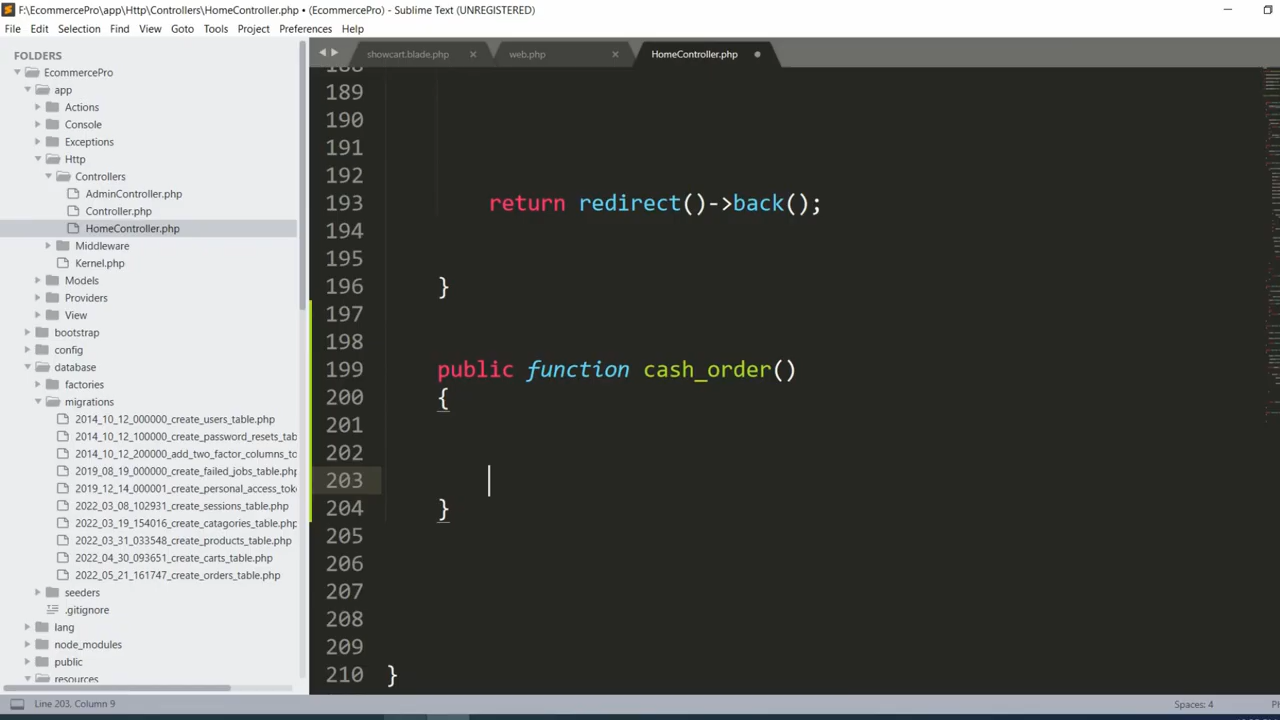 F:\EcommercePro\app\Http\Controllers\HomeController.php • (EcommercePro) - Sublime Text (UNREGISTERED)
File Edit Selection Find View Goto Tools Project Preferences Help
FOLDERS
EcommercePro
app
Actions
Console
Exceptions
Http
Controllers
AdminController.php
Controller.php
HomeController.php
Middleware
Kernel.php
Models
Providers
View
bootstrap
config
database
factories
migrations
2014_10_12_000000_create_users_table.php
2014_10_12_100000_create_password_resets_tab
2014_10_12_200000_add_two_factor_columns_to
2019_08_19_000000_create_failed_jobs_table.php
2019_12_14_000001_create_personal_access_toke
2022_03_08_102931_create_sessions_table.php
2022_03_19_154016_create_catagories_table.php
2022_03_31_033548_create_products_table.php
2022_04_30_093651_create_carts_table.php
2022_05_21_161747_create_orders_table.php
seeders
.gitignore
lang
node_modules
public
resources
showcart.blade.php web.php HomeController.php
188
189
190
191
192
193 return redirect()->back();
194
195
196 }
197
198
199 public function cash_order()
200 {
201
202
203
204 }
205
206
207
208
209
210 }
Line 203, Column 9
Spaces: 4